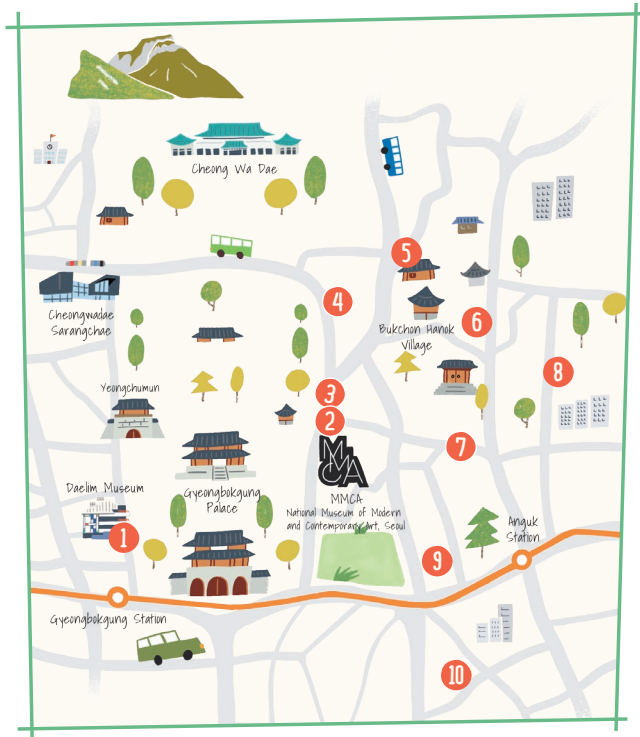 Cheong Wa Dae
5
4
Cheongwadae
Sarangchae
6
Bukchon Hanok
Village
8
Yeongchumun
3
2
7
MMCA
Daelim Museum
Gyeongbokgung
Palace
MMCA
National Museum of Modern
and Contemporary Art, Seoul
1
Anguk
Station
9
Gyeongbokgung Station
10